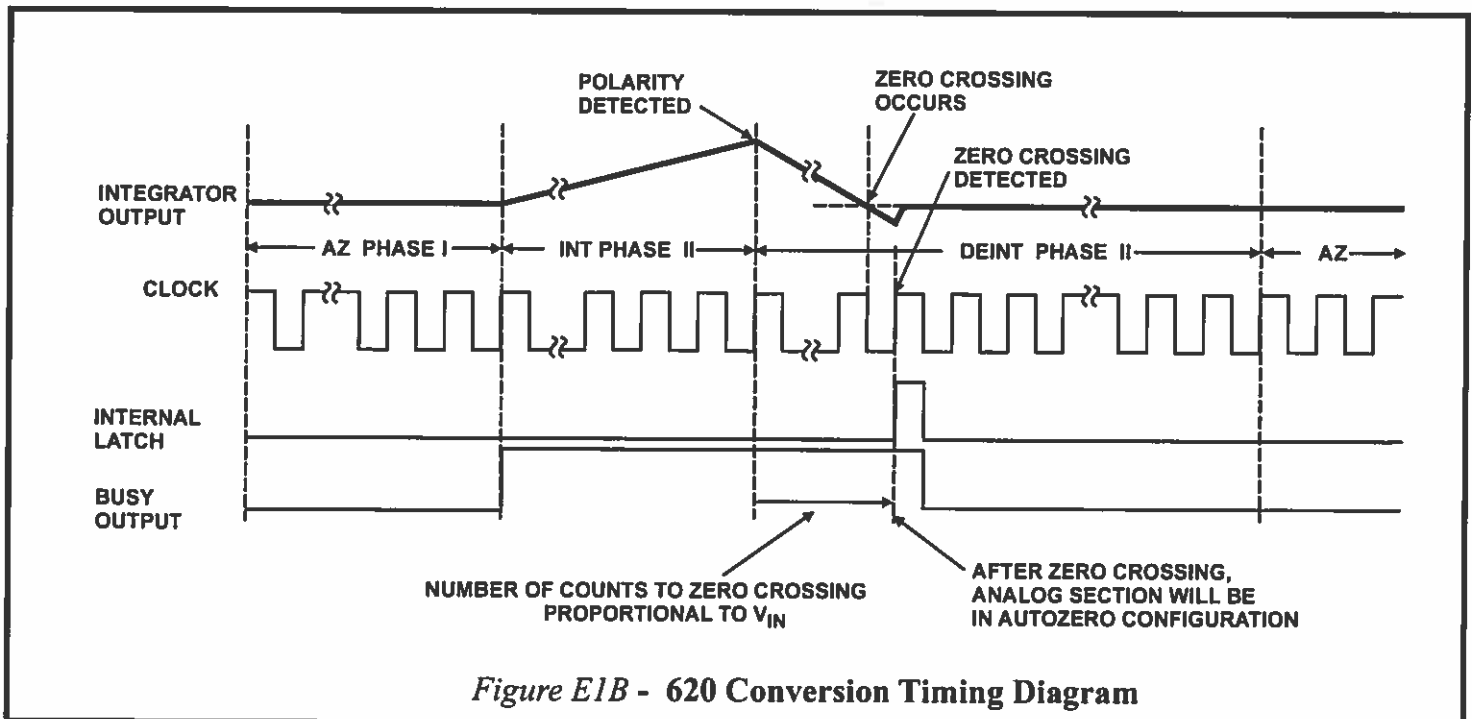 POLARITY
DETECTED
ZERO CROSSING
OCCURS
ZERO CROSSING
DETECTED
INTEGRATOR
OUTPUT
AZ PHASE I
INT PHASE II
DEINT PHASE II
AZ
CLOCK
INTERNAL
LATCH
BUSY
OUTPUT
NUMBER OF COUNTS TO ZERO CROSSING
PROPORTIONAL TO VIN
AFTER ZERO CROSSING,
ANALOG SECTION WILL BE
IN AUTOZERO CONFIGURATION
Figure E1B - 620 Conversion Timing Diagram